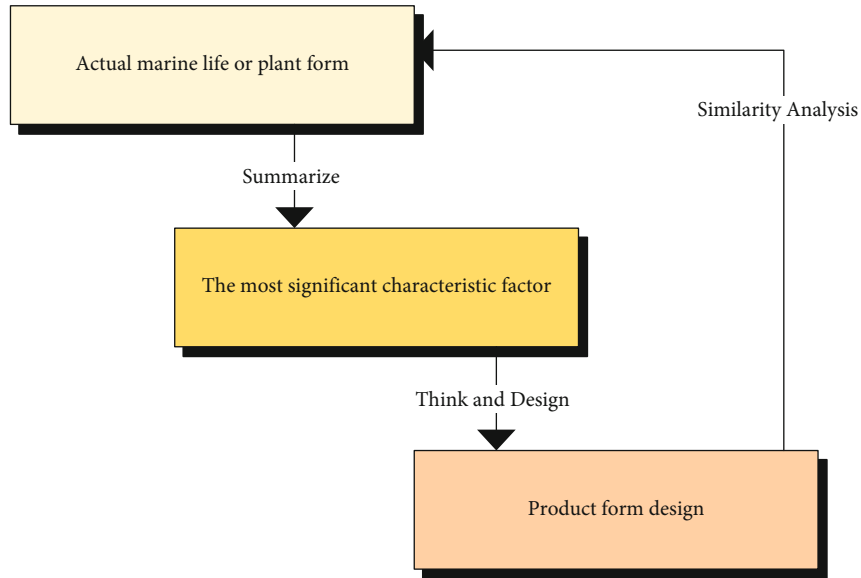 Actual marine life or plant form
Similarity Analysis
Summarize
The most significant characteristic factor
Think and Design
Product form design